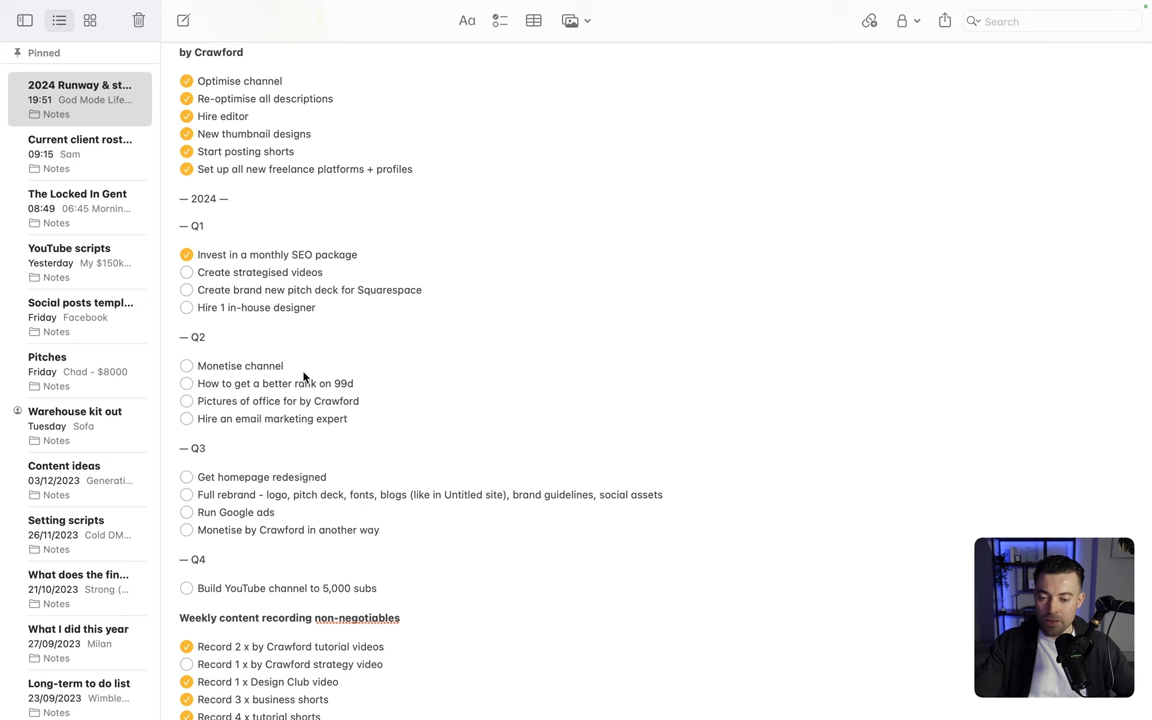 Aa
Search
Pinned
2024 Runway & st...
19:51 God Mode Life...
Notes
Current client rost...
09:15 Sam
Notes
The Locked In Gent
08:49 06:45 Mornin...
Notes
YouTube scripts
Yesterday My $150k...
Notes
Social posts templ...
Friday Facebook
Notes
Pitches
Friday Chad - $8000
Notes
Warehouse kit out
Tuesday Sofa
Notes
Content ideas
03/12/2023 Generati...
Notes
Setting scripts
26/11/2023 Cold DM...
Notes
What does the fin...
21/10/2023 Strong (...
Notes
What I did this year
27/09/2023 Milan
Notes
Long-term to do list
23/09/2023 Wimble...
Notes
by Crawford
Optimise channel
Re-optimise all descriptions
Hire editor
New thumbnail designs
Start posting shorts
Set up all new freelance platforms + profiles
— 2024 —
— Q1
Invest in a monthly SEO package
Create strategised videos
Create brand new pitch deck for Squarespace
Hire 1 in-house designer
— Q2
Monetise channel
How to get a better rank on 99d
Pictures of office for by Crawford
Hire an email marketing expert
— Q3
Get homepage redesigned
Full rebrand - logo, pitch deck, fonts, blogs (like in Untitled site), brand guidelines, social assets
Run Google ads
Monetise by Crawford in another way
— Q4
Build YouTube channel to 5,000 subs
Weekly content recording non-negotiables
Record 2 x by Crawford tutorial videos
Record 1 x by Crawford strategy video
Record 1 x Design Club video
Record 3 x business shorts
Record 4 x tutorial shorts